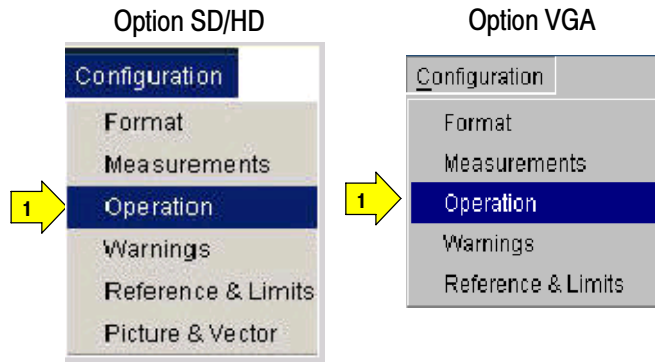 Option SD/HD
Configuration
Format
Measurements
1
Operation
Warnings
Reference & Limits
Picture & Vector
Option VGA
Configuration
Format
Measurements
1
Operation
Warnings
Reference & Limits